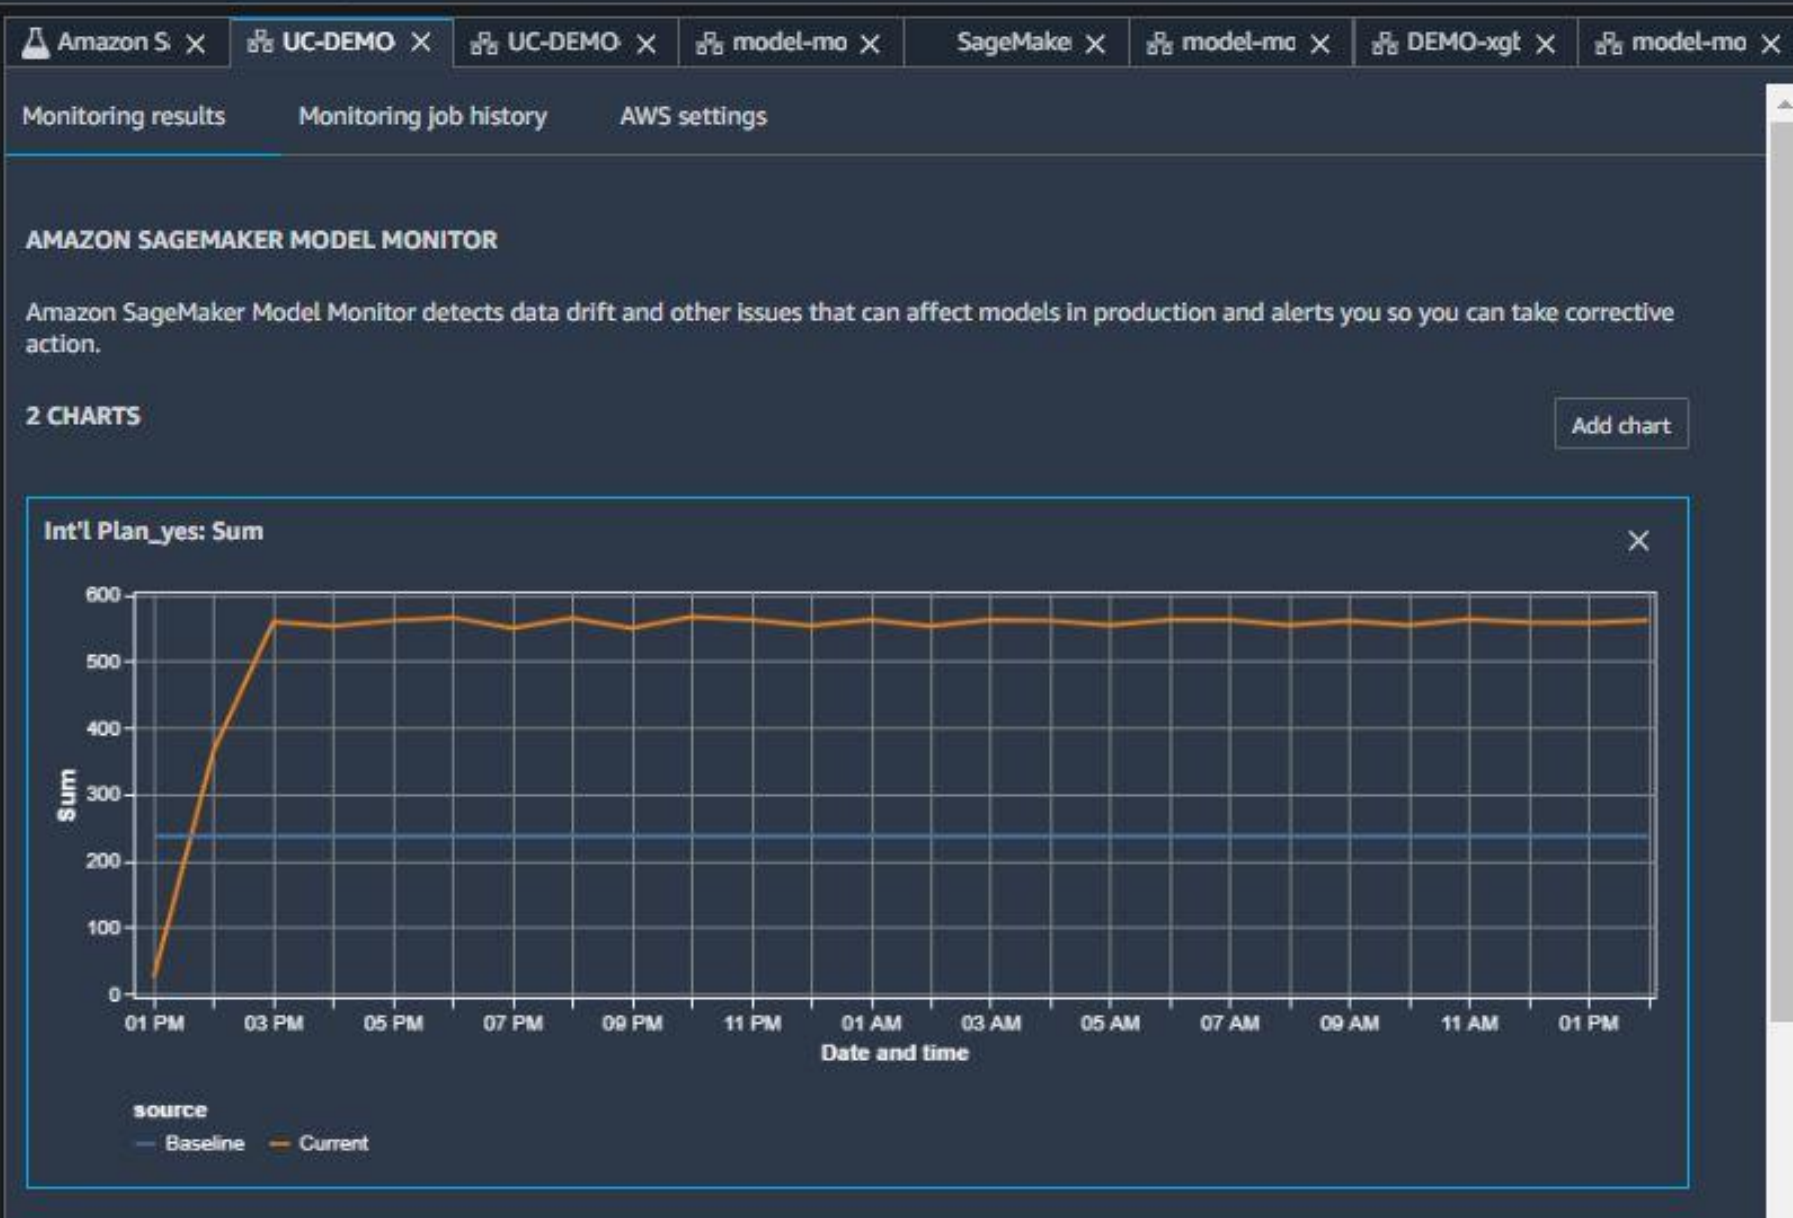 Amazon S
UC-DEMO
UC-DEMO
model-mo
SageMake
model-mo
DEMO-xgt
model-mo
Monitoring results
Monitoring job history
AWS settings
AMAZON SAGEMAKER MODEL MONITOR
Amazon SageMaker Model Monitor detects data drift and other issues that can affect models in production and alerts you so you can take corrective
action.
2 CHARTS
Add chart
Int'l Plan_yes: Sum
600
500
400
300
200
100
0
Sum
01 PM
03 PM
05 PM
07 PM
09 PM
11 PM
01 AM
03 AM
05 AM
07 AM
09 AM
11 AM
01 PM
Date and time
source
Baseline
Current